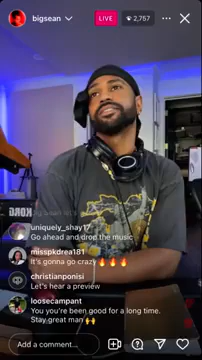 bigsean
LIVE
2,757
KORG
uniquely_shay17
Go ahead and drop the music
misspkdrea181
It's gonna go crazy🔥🔥🔥
christianponisi
Let's hear a preview
loosecampant
You you're been good for a long time.
Stay great man🙌
Add a comment...